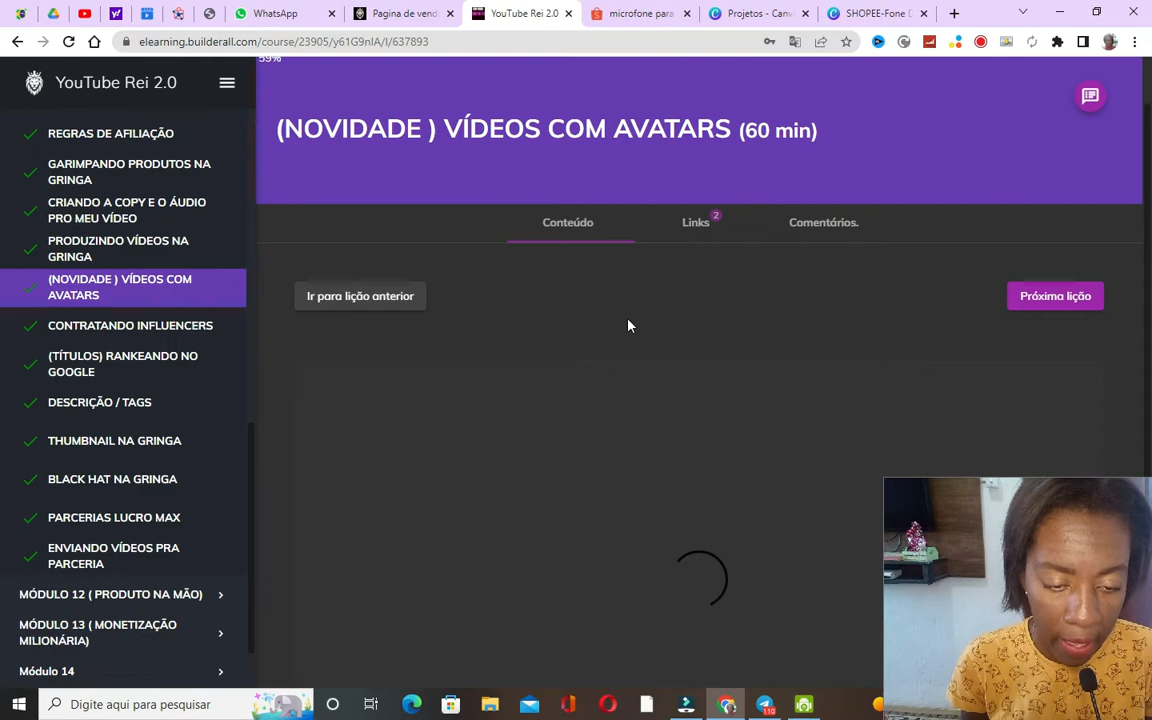 WhatsApp
Pagina de vend
YouTube Rei 2.0
microfone para
Projetos - Canv
SHOPEE-Fone D
elearning.builderall.com/course/23905/y61G9nIA/l/637893
YouTube Rei 2.0
59%
(NOVIDADE ) VÍDEOS COM AVATARS (60 min)
REGRAS DE AFILIAÇÃO
GARIMPANDO PRODUTOS NA
GRINGA
CRIANDO A COPY E O ÁUDIO
PRO MEU VÍDEO
PRODUZINDO VÍDEOS NA
GRINGA
(NOVIDADE ) VÍDEOS COM
AVATARS
CONTRATANDO INFLUENCERS
(TÍTULOS) RANKEANDO NO
GOOGLE
DESCRIÇÃO / TAGS
THUMBNAIL NA GRINGA
BLACK HAT NA GRINGA
PARCERIAS LUCRO MAX
ENVIANDO VÍDEOS PRA
PARCERIA
MÓDULO 12 ( PRODUTO NA MÃO)
MÓDULO 13 ( MONETIZAÇÃO
MILIONÁRIA)
Módulo 14
Conteúdo
Links 2
Comentários.
Ir para lição anterior
Próxima lição
Digite aqui para pesquisar
110